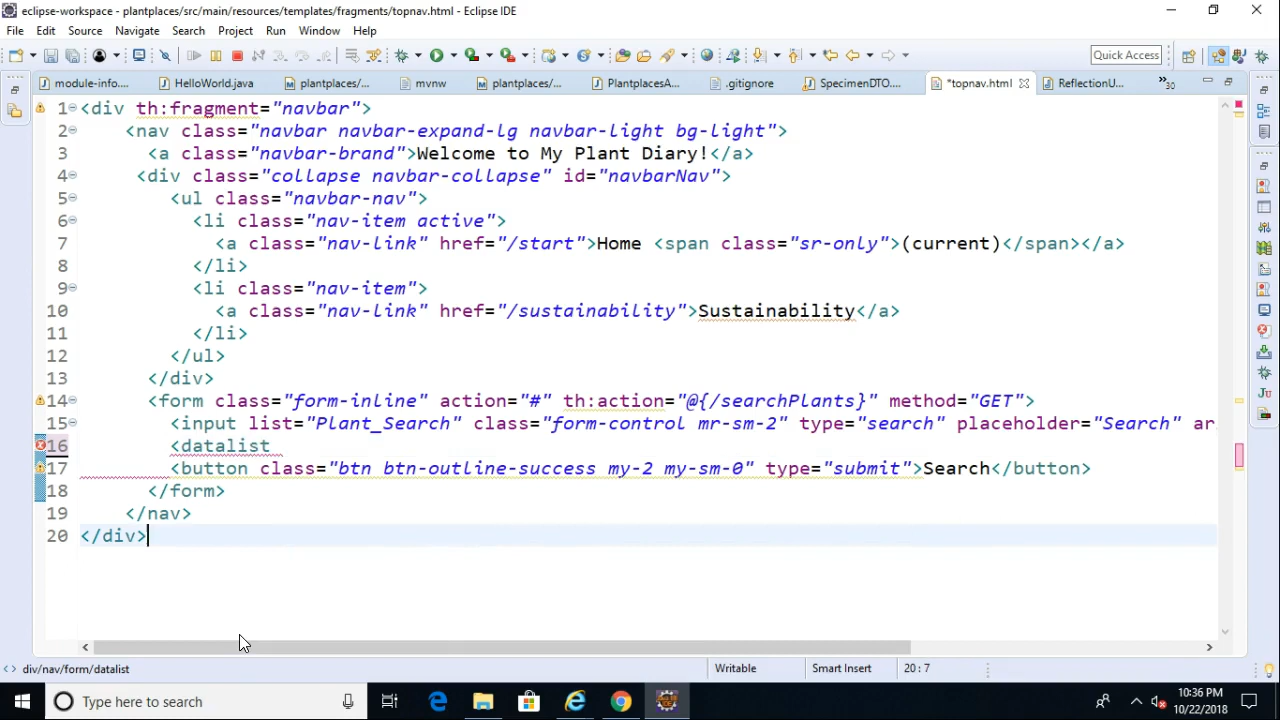 eclipse-workspace - plantplaces/src/main/resources/templates/fragments/topnav.html - Eclipse IDE
File Edit Source Navigate Search Project Run Window Help
Quick Access
module-info... HelloWorld.java plantplaces/... mvnw plantplaces/... PlantplacesA... .gitignore SpecimenDTO.... *topnav.html ReflectionU... »30
1 <div th:fragment="navbar">
2 <nav class="navbar navbar-expand-lg navbar-light bg-light">
3 <a class="navbar-brand">Welcome to My Plant Diary!</a>
4 <div class="collapse navbar-collapse" id="navbarNav">
5 <ul class="navbar-nav">
6 <li class="nav-item active">
7 <a class="nav-link" href="/start">Home <span class="sr-only">(current)</span></a>
8 </li>
9 <li class="nav-item">
10 <a class="nav-link" href="/sustainability">Sustainability</a>
11 </li>
12 </ul>
13 </div>
14 <form class="form-inline" action="#" th:action="@{/searchPlants}" method="GET">
15 <input list="Plant_Search" class="form-control mr-sm-2" type="search" placeholder="Search" ar
16 <datalist
17 <button class="btn btn-outline-success my-2 my-sm-0" type="submit">Search</button>
18 </form>
19 </nav>
20 </div>
div/nav/form/datalist Writable Smart Insert 20 : 7
Type here to search
10:36 PM
10/22/2018